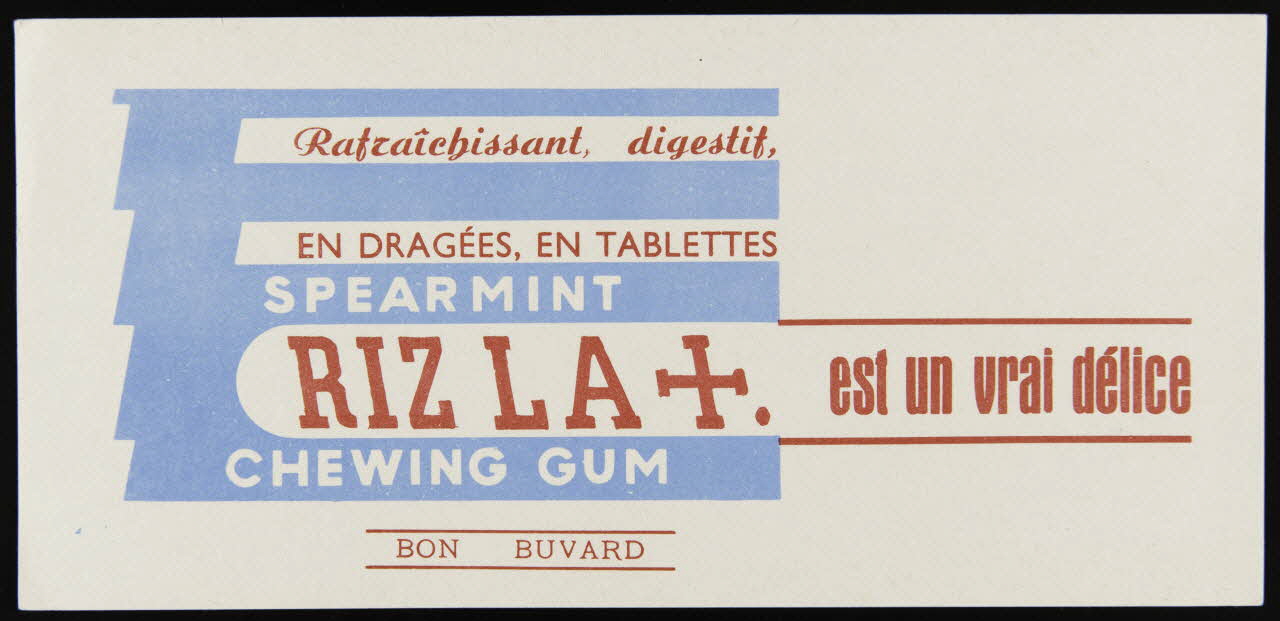 Rafraîchissant, digestif,
EN DRAGÉES, EN TABLETTES
SPEARMINT
RIZ LA +. est un vrai délice
CHEWING GUM
BON BUVARD